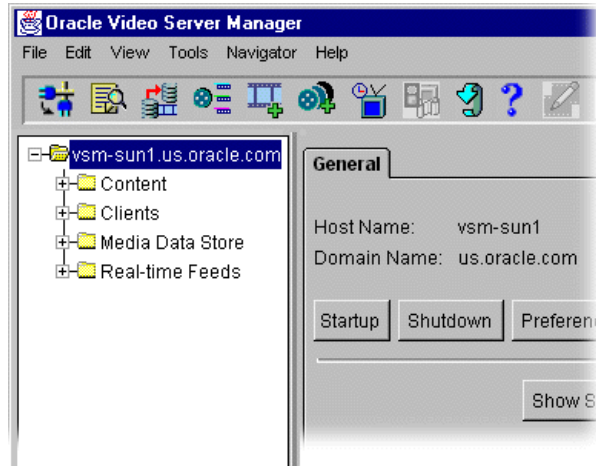 Oracle Video Server Manager
File Edit View Tools Navigator Help
vsm-sun1.us.oracle.com
Content
Clients
Media Data Store
Real-time Feeds
General
Host Name: vsm-sun1
Domain Name: us.oracle.com
Startup Shutdown Preferen
Show S